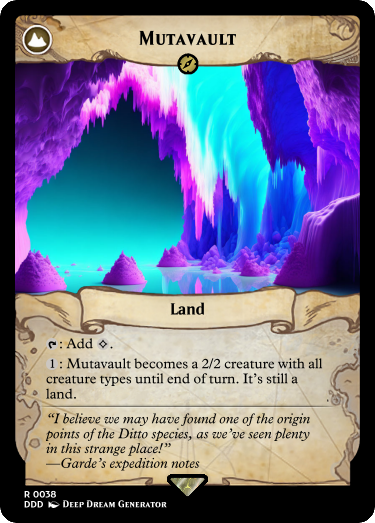 MUTAVAULT
Land
: Add .
1 : Mutavault becomes a 2/2 creature with all
creature types until end of turn. It's still a
land.
“I believe we may have found one of the origin
points of the Ditto species, as we’ve seen plenty
in this strange place!”
—Garde’s expedition notes
R 0038
DDD DEEP DREAM GENERATOR